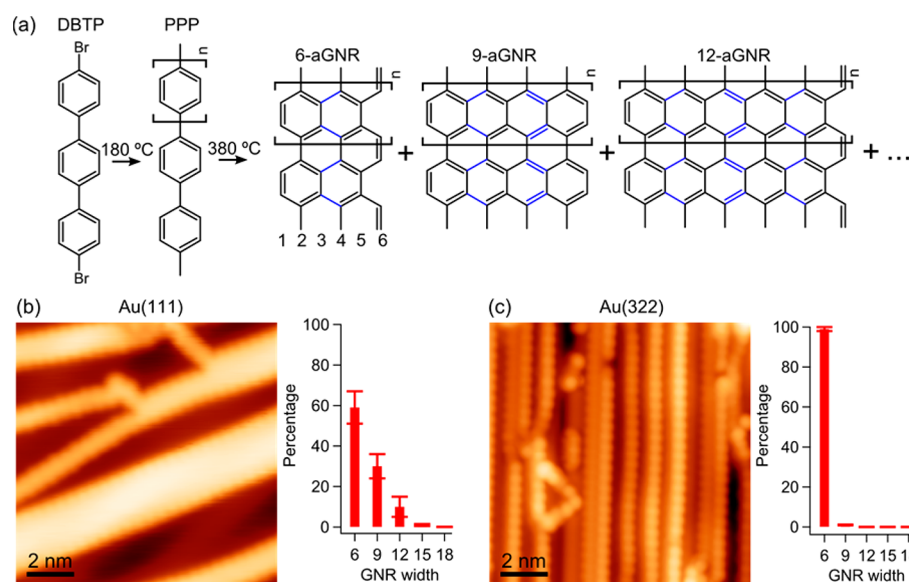 (a) DBTP PPP
Br
n
6-aGNR n
9-aGNR n
12-aGNR n
180 ºC 380 ºC + + + ...
Br
1 2 3 4 5 6
(b) Au(111)
2 nm
Percentage
100
80
60
40
20
0
6 9 12 15 18
GNR width
(c) Au(322)
2 nm
Percentage
100
80
60
40
20
0
6 9 12 15 1
GNR width